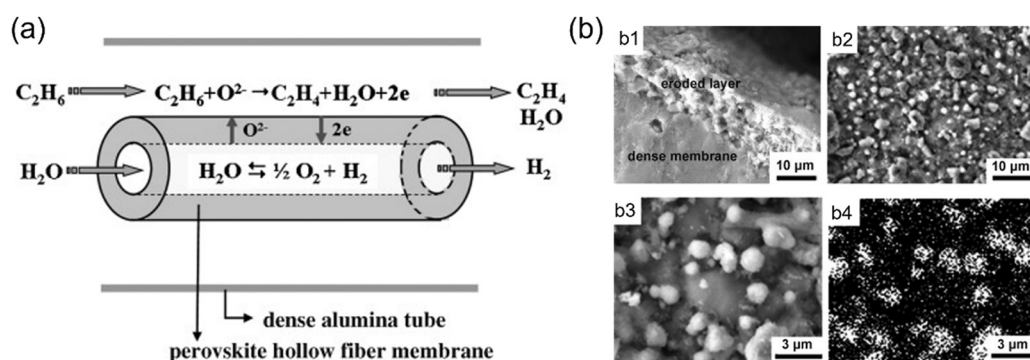 (a)
C₂H₆
C₂H₆+O²⁻ →C₂H₄+H₂O+2e
C₂H₄
H₂O
O²⁻
2e
H₂O
H₂O ⇆ ½ O₂ + H₂
H₂
dense alumina tube
perovskite hollow fiber membrane
(b)
b1
eroded layer
dense membrane
10 µm
b2
10 µm
b3
3 µm
b4
3 µm